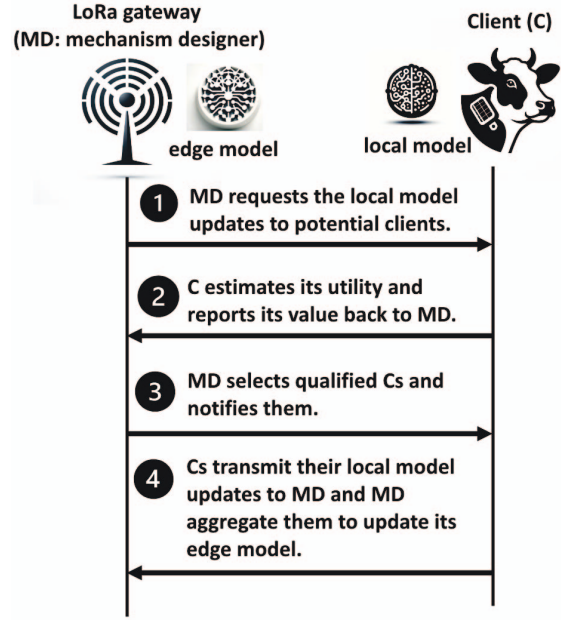 LoRa gateway
(MD: mechanism designer)
Client (C)
edge model
local model
1
MD requests the local model
updates to potential clients.
2
C estimates its utility and
reports its value back to MD.
3
MD selects qualified Cs and
notifies them.
4
Cs transmit their local model
updates to MD and MD
aggregate them to update its
edge model.